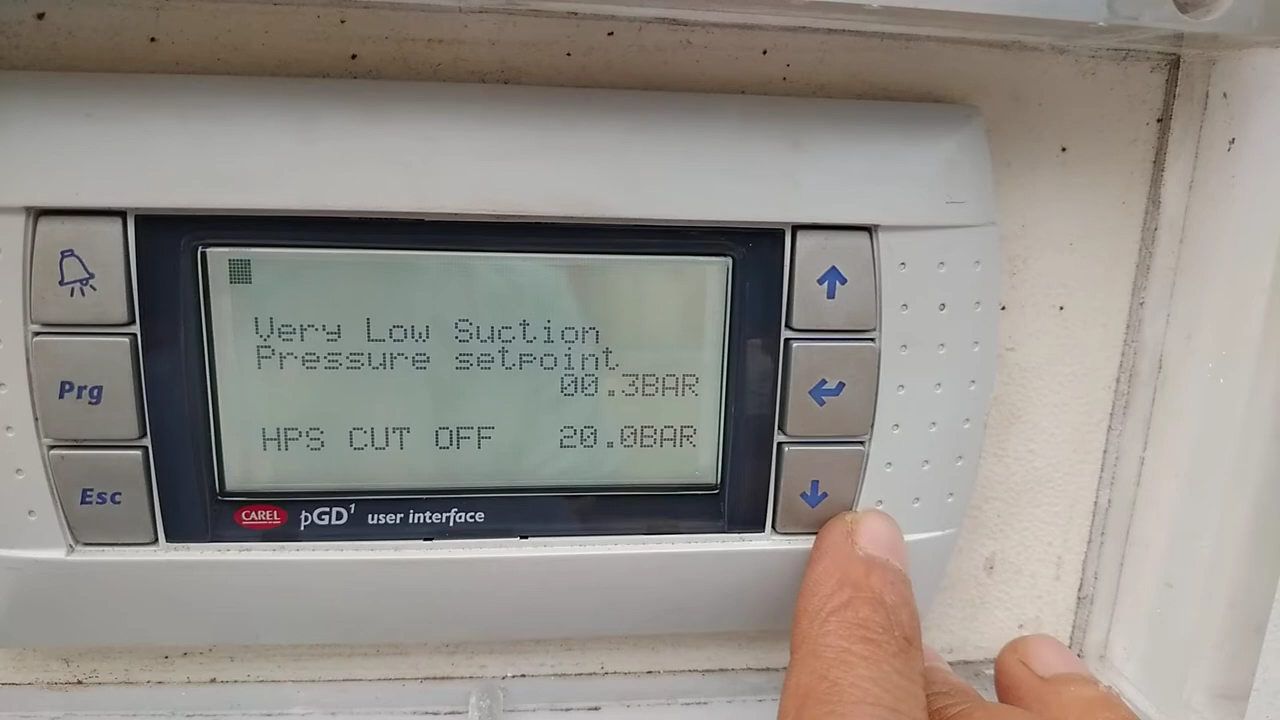 Very Low Suction
Pressure setpoint
00.3BAR
HPS CUT OFF 20.0BAR
Prg
Esc
CAREL pGD1 user interface